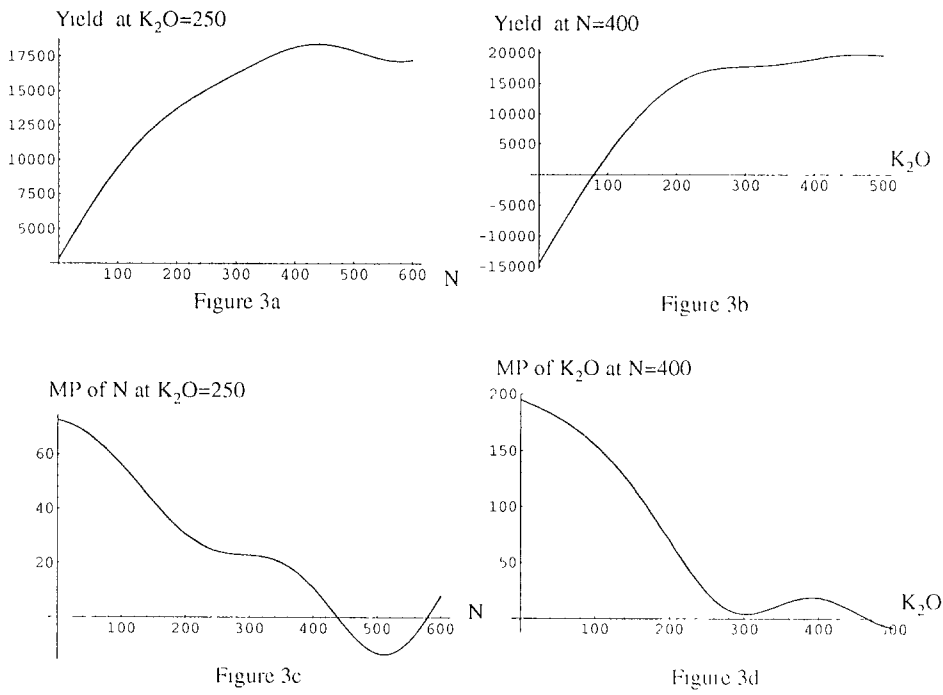 Yield at K2O=250
17500
15000
12500
10000
7500
5000
100 200 300 400 500 600 N
Figure 3a
Yield at N=400
20000
15000
10000
5000
-5000
-10000
-15000
100 200 300 400 500
K2O
Figure 3b
MP of N at K2O=250
60
40
20
100 200 300 400 500 600 N
Figure 3c
MP of K2O at N=400
200
150
100
50
100 200 300 400
K2O
Figure 3d